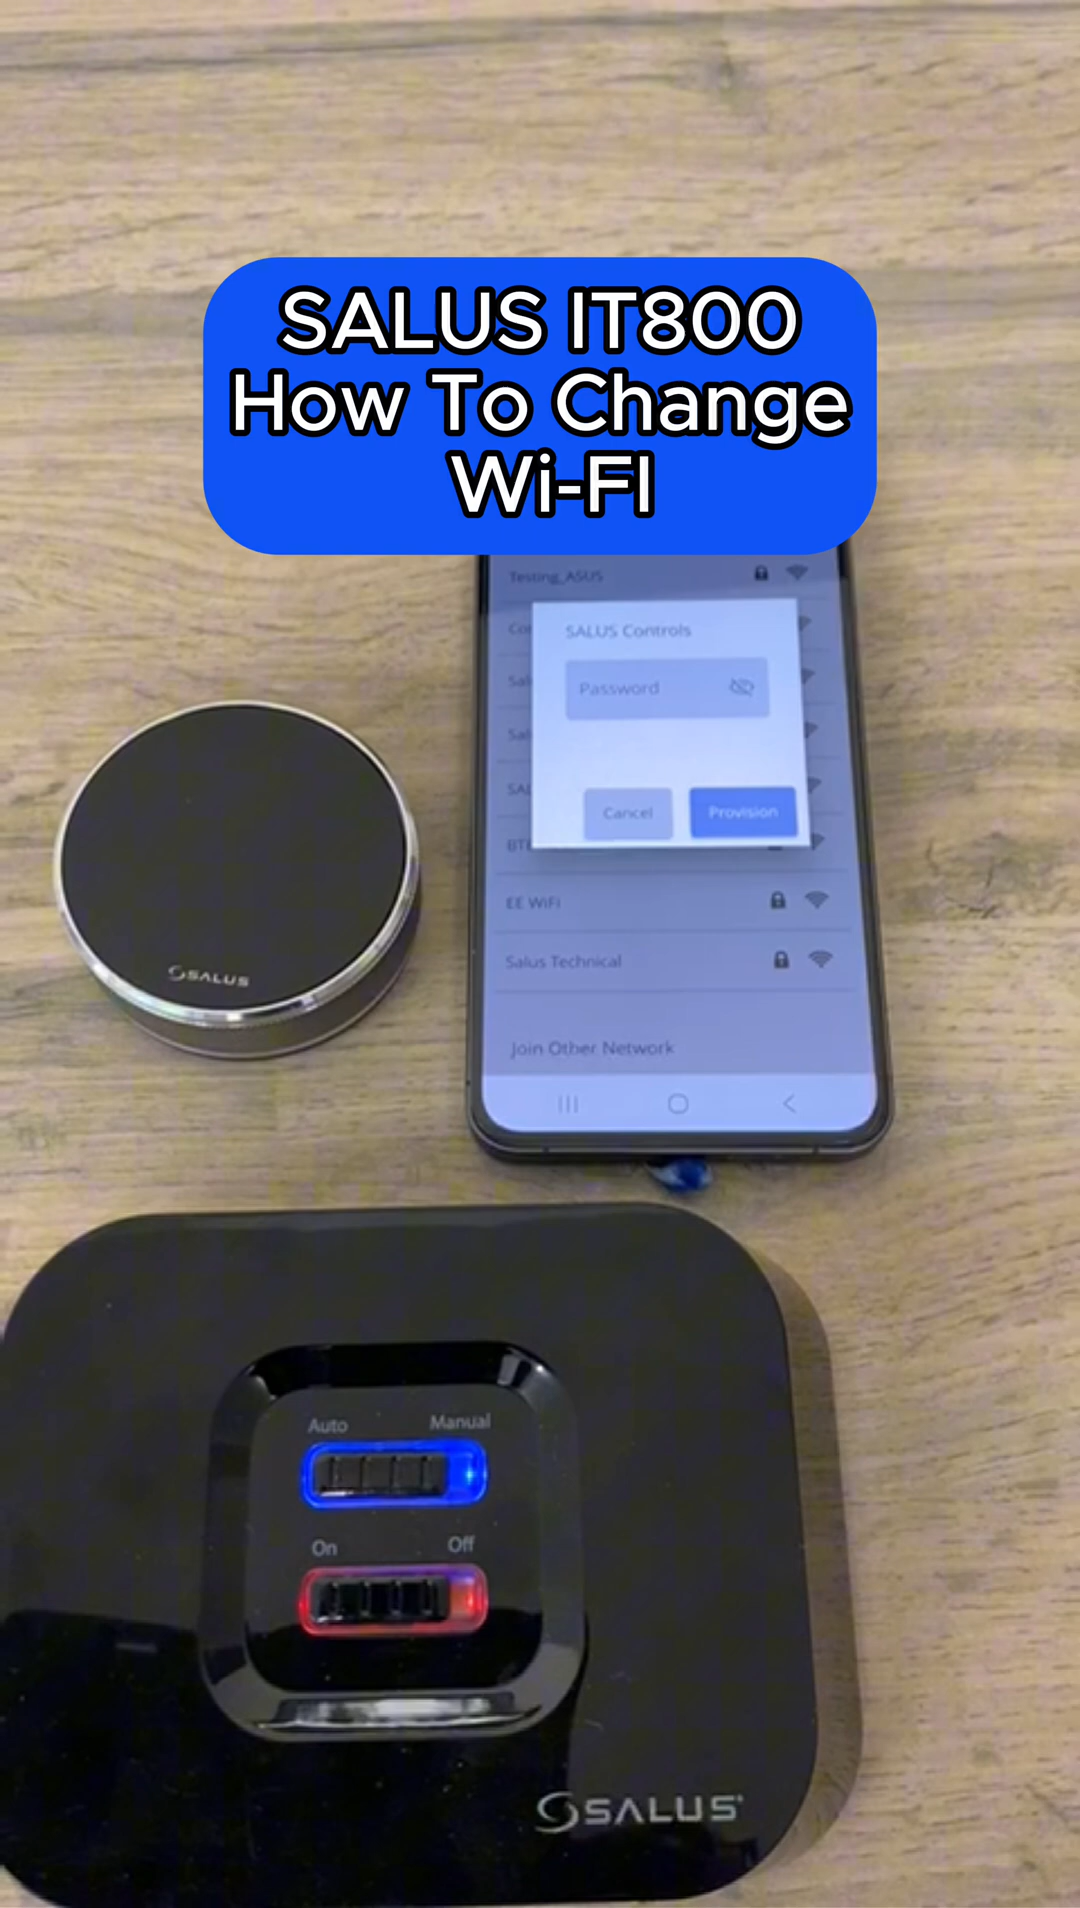 SALUS IT800
How To Change
Wi-FI
Testing_ASUS
SALUS Controls
Password
Cancel
Provision
EE WiFi
Salus Technical
Join Other Network
SALUS
Auto Manual
On Off
SALUS